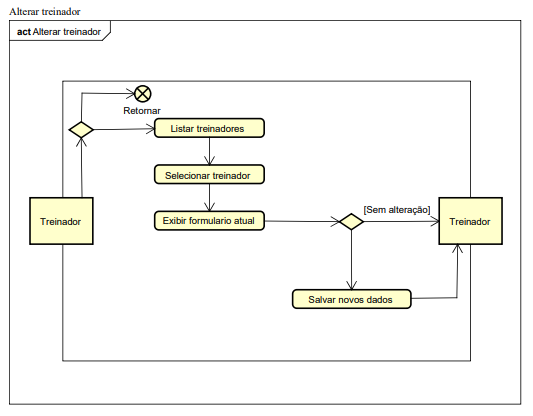 Alterar treinador
act Alterar treinador
Retornar
Listar treinadores
Selecionar treinador
Treinador
Exibir formulario atual
[Sem alteração]
Treinador
Salvar novos dados